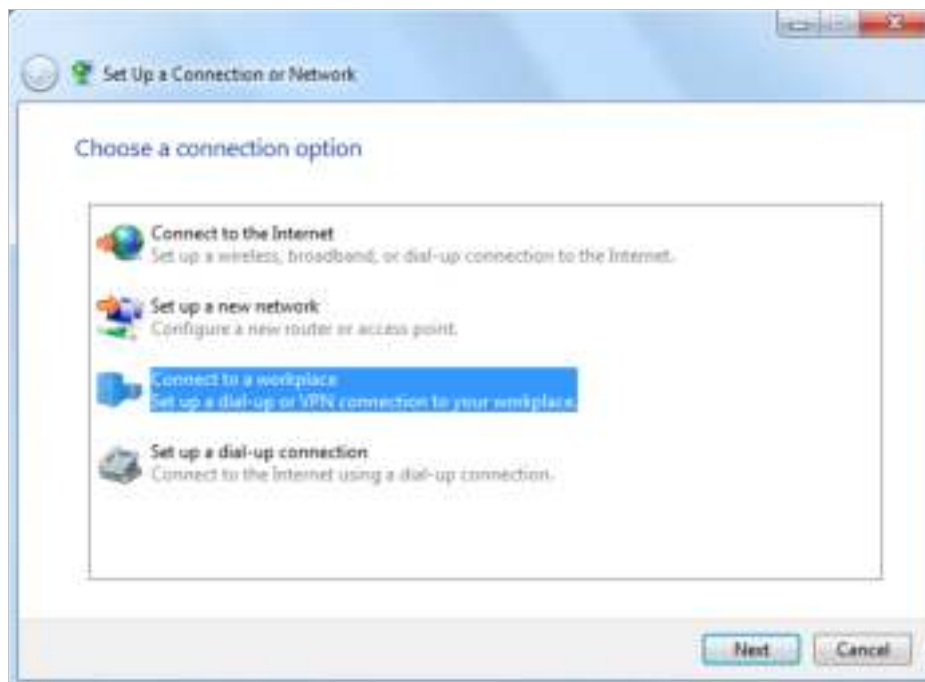 Set Up a Connection or Network
Choose a connection option
Connect to the Internet
Set up a wireless, broadband, or dial-up connection to the Internet.
Set up a new network
Configure a new router or access point.
Connect to a workplace
Set up a dial-up or VPN connection to your workplace.
Set up a dial-up connection
Connect to the Internet using a dial-up connection.
Next
Cancel